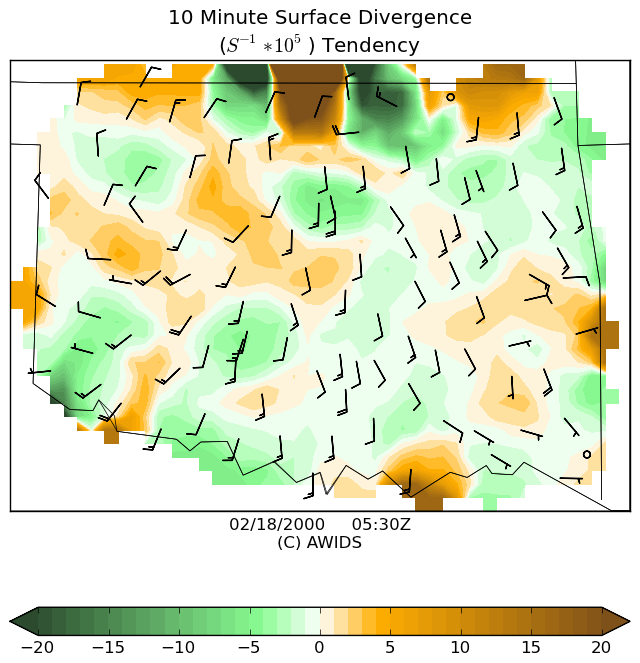 10 Minute Surface Divergence
(S⁻¹ *10⁵ ) Tendency
02/18/2000 05:30Z
(C) AWIDS
−20 −15 −10 −5 0 5 10 15 20